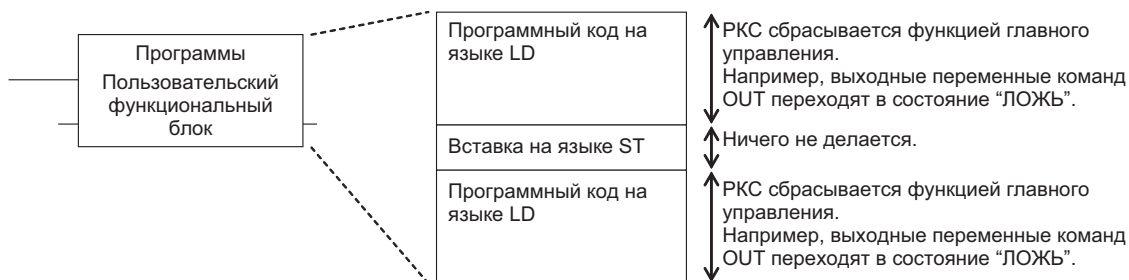 Программы
Пользовательский
функциональный
блок
Программный код на
языке LD
РКС сбрасывается функцией главного
управления.
Например, выходные переменные команд
OUT переходят в состояние “ЛОЖЬ”.
Вставка на языке ST
Ничего не делается.
Программный код на
языке LD
РКС сбрасывается функцией главного
управления.
Например, выходные переменные команд
OUT переходят в состояние “ЛОЖЬ”.